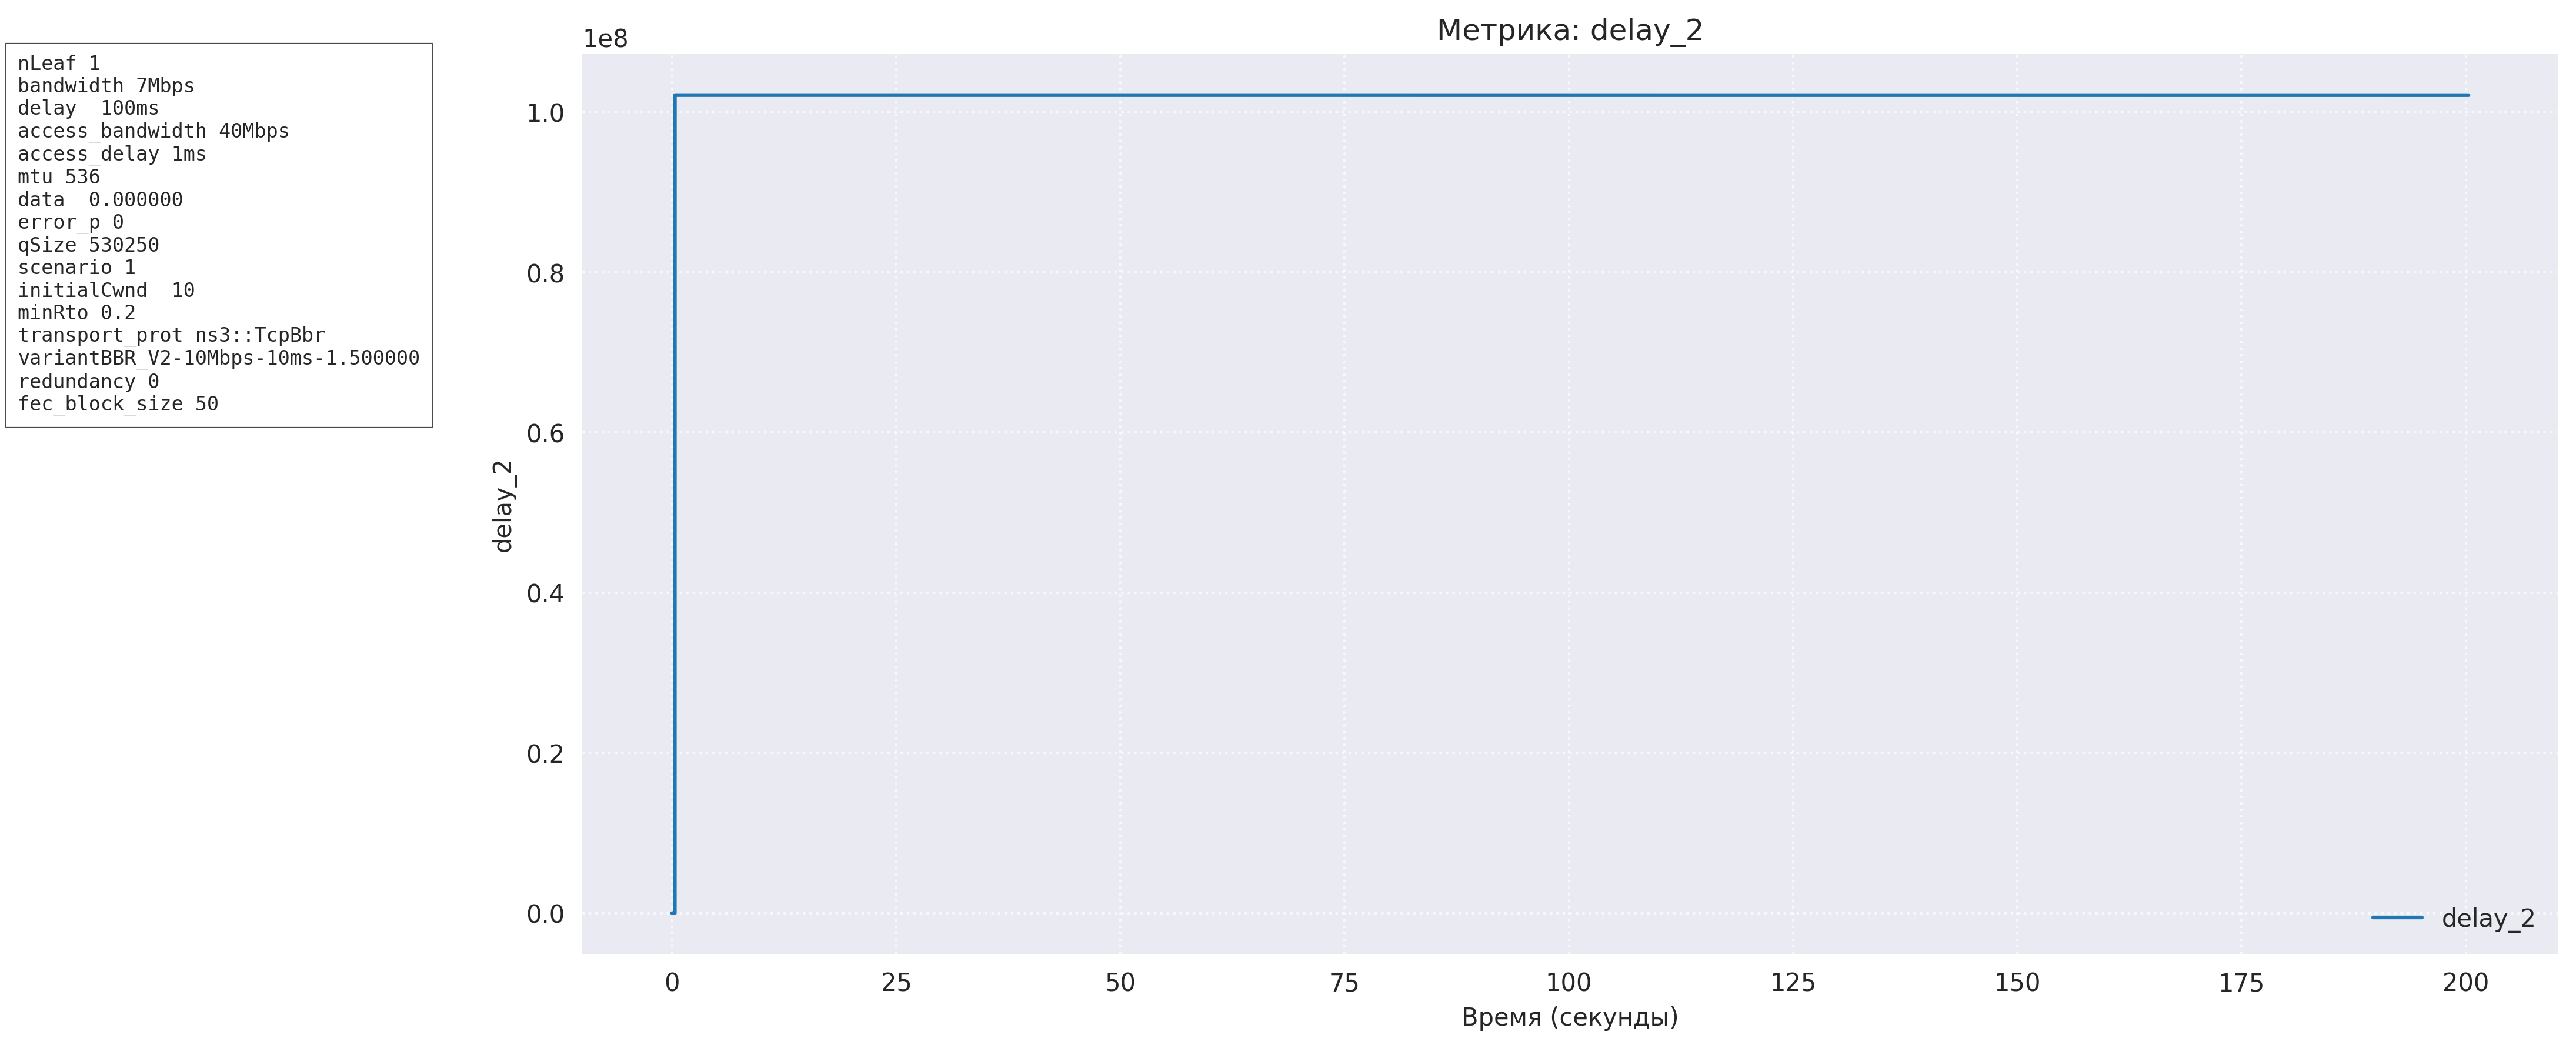 nLeaf 1
bandwidth 7Mbps
delay  100ms
access_bandwidth 40Mbps
access_delay 1ms
mtu 536
data  0.000000
error_p 0
qSize 530250
scenario 1
initialCwnd  10
minRto 0.2
transport_prot ns3::TcpBbr
variantBBR_V2-10Mbps-10ms-1.500000
redundancy 0
fec_block_size 50
Метрика: delay_2
1e8
1.0
0.8
0.6
0.4
0.2
0.0
delay_2
delay_2
0 25 50 75 100 125 150 175 200
Время (секунды)